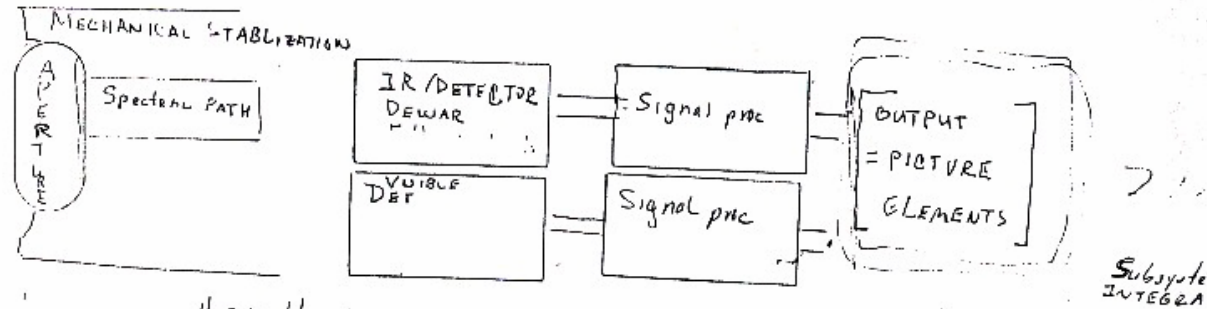 MECHANICAL STABLIZATION
APERTURE
Spectral PATH
IR/DETECTOR
DEWAR
Signal proc
OUTPUT
= PICTURE
ELEMENTS
VISIBLE
DET
Signal proc
Subsyste
INTEGRA